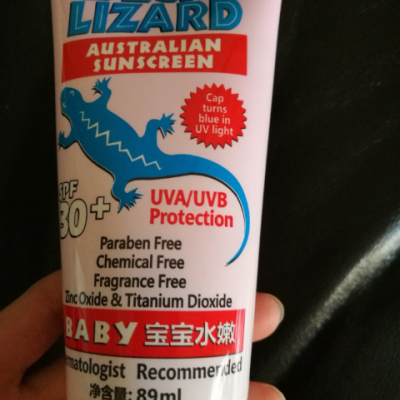 LIZARD
AUSTRALIAN
SUNSCREEN
Cap
turns
blue in
UV light
SPF
30+
UVA/UVB
Protection
Paraben Free
Chemical Free
Fragrance Free
Zinc Oxide & Titanium Dioxide
BABY 宝宝水嫩
Dermatologist Recommended
净含量: 89ml